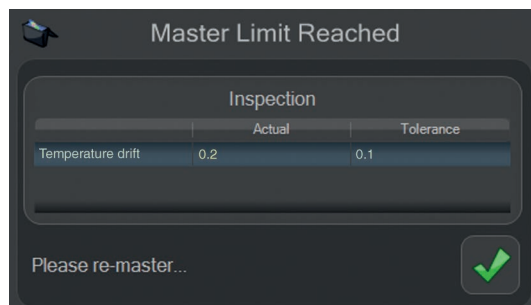 Master Limit Reached
Inspection
Actual Tolerance
Temperature drift 0.2 0.1
Please re-master...